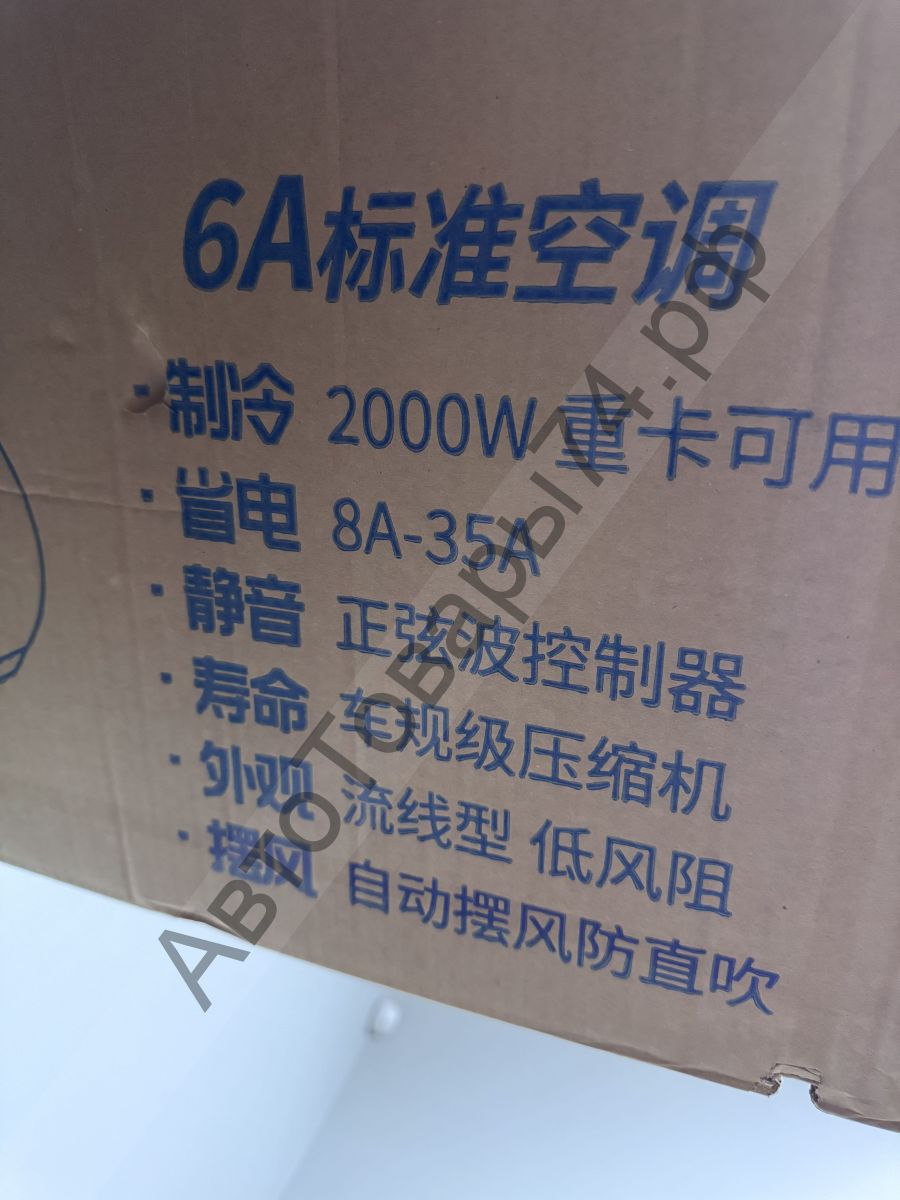 6A标准空调
·制冷 2000W 重卡可用
·省电 8A-35A
·静音 正弦波控制器
·寿命 车规级压缩机
·外观 流线型 低风阻
·摆风 自动摆风防直吹
АвтоТовары74.рф